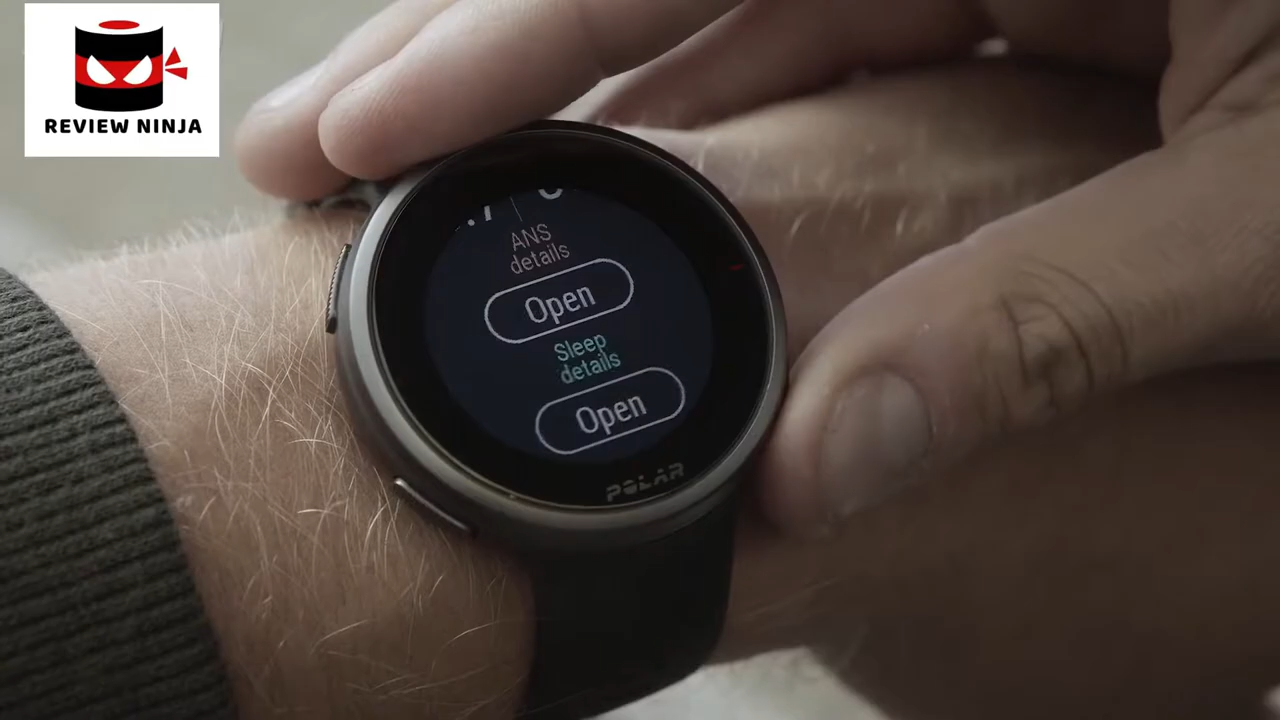 REVIEW NINJA
ANS
details
Open
Sleep
details
Open
POLAR